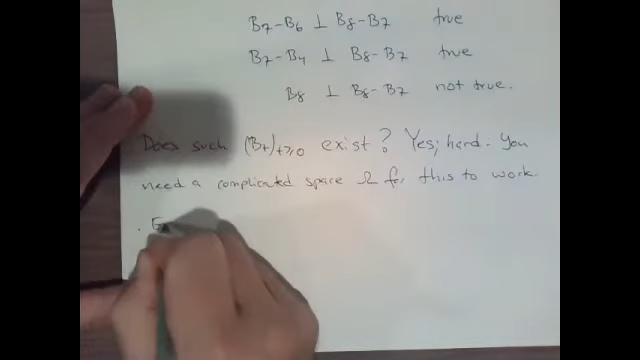 B₇-B₆ ⊥ B₈-B₇ true
B₇-B₄ ⊥ B₈-B₇ true
B₈ ⊥ B₈-B₇ not true.
Does such (Bₜ)ₜ≥₀ exist? Yes; hard. You
need a complicated space Ω for this to work.